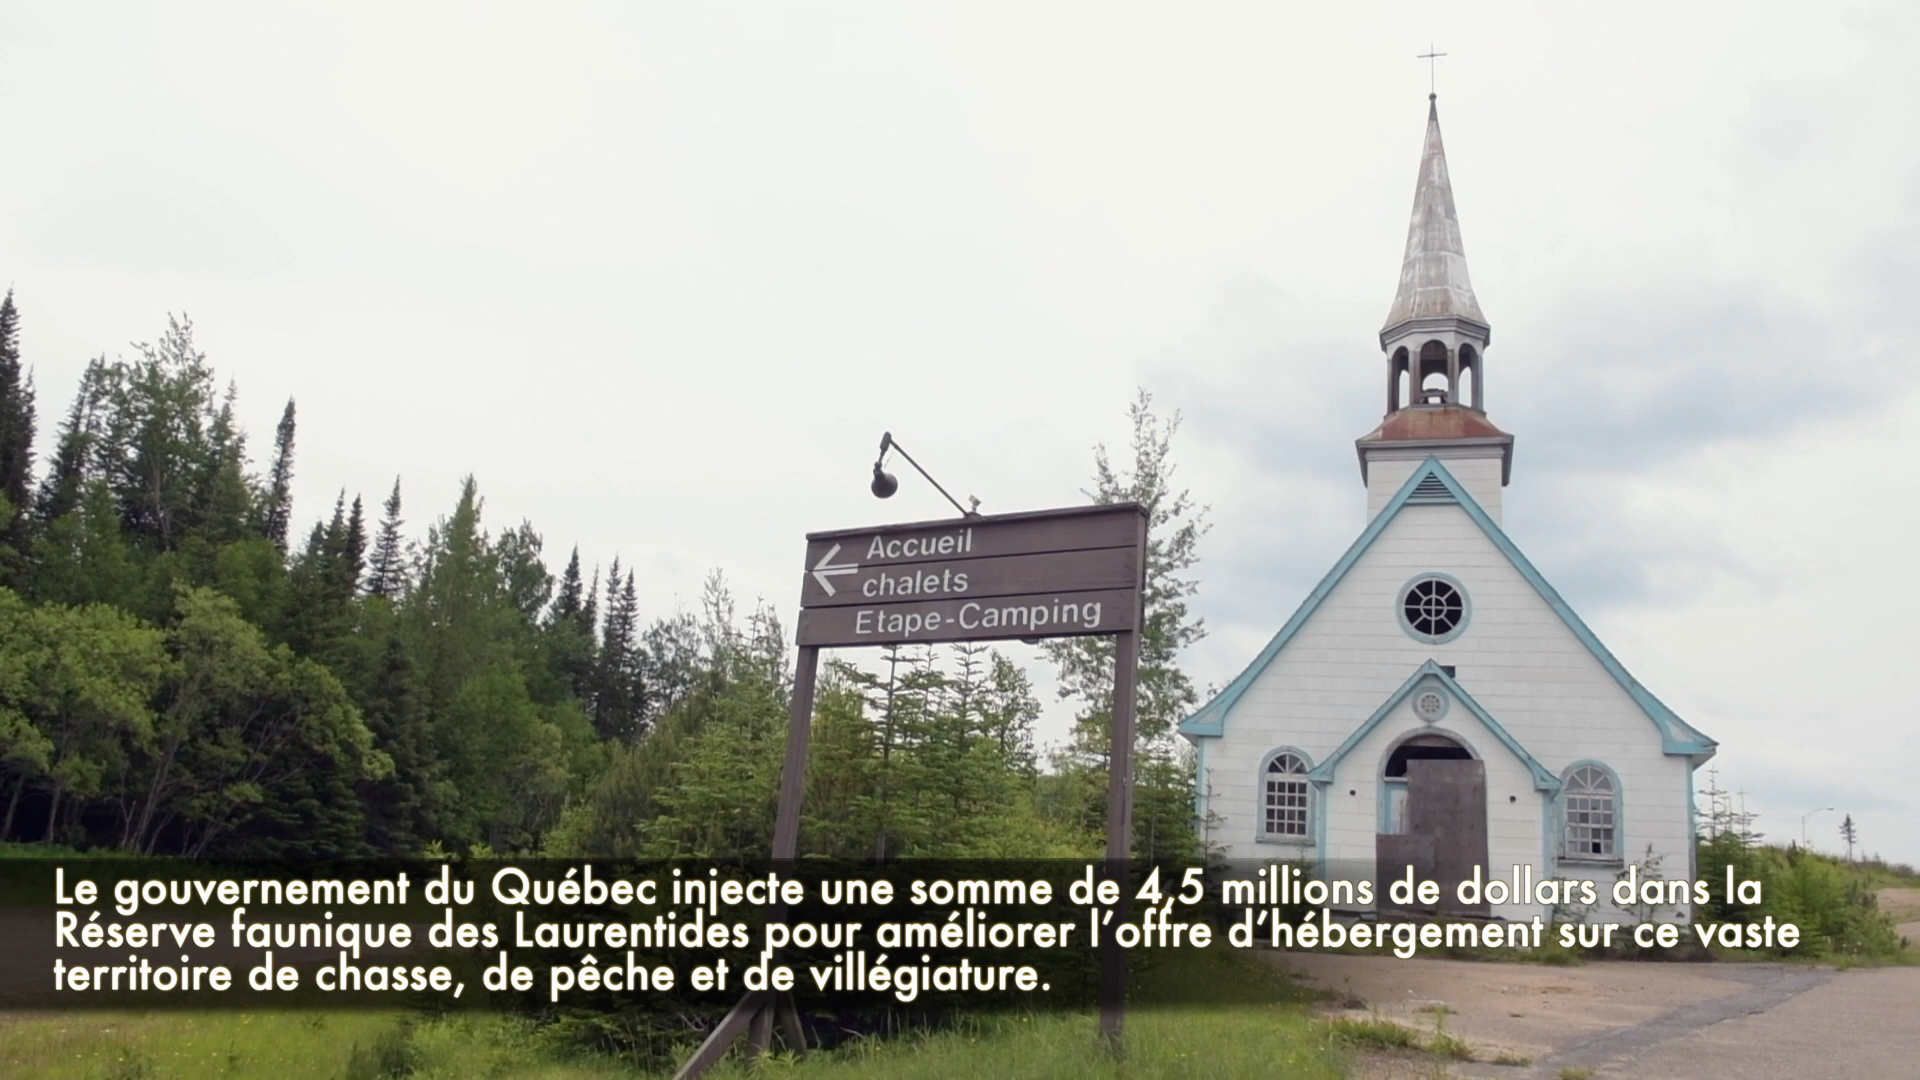 Accueil
chalets
Etape-Camping
Le gouvernement du Québec injecte une somme de 4,5 millions de dollars dans la
Réserve faunique des Laurentides pour améliorer l’offre d’hébergement sur ce vaste
territoire de chasse, de pêche et de villégiature.